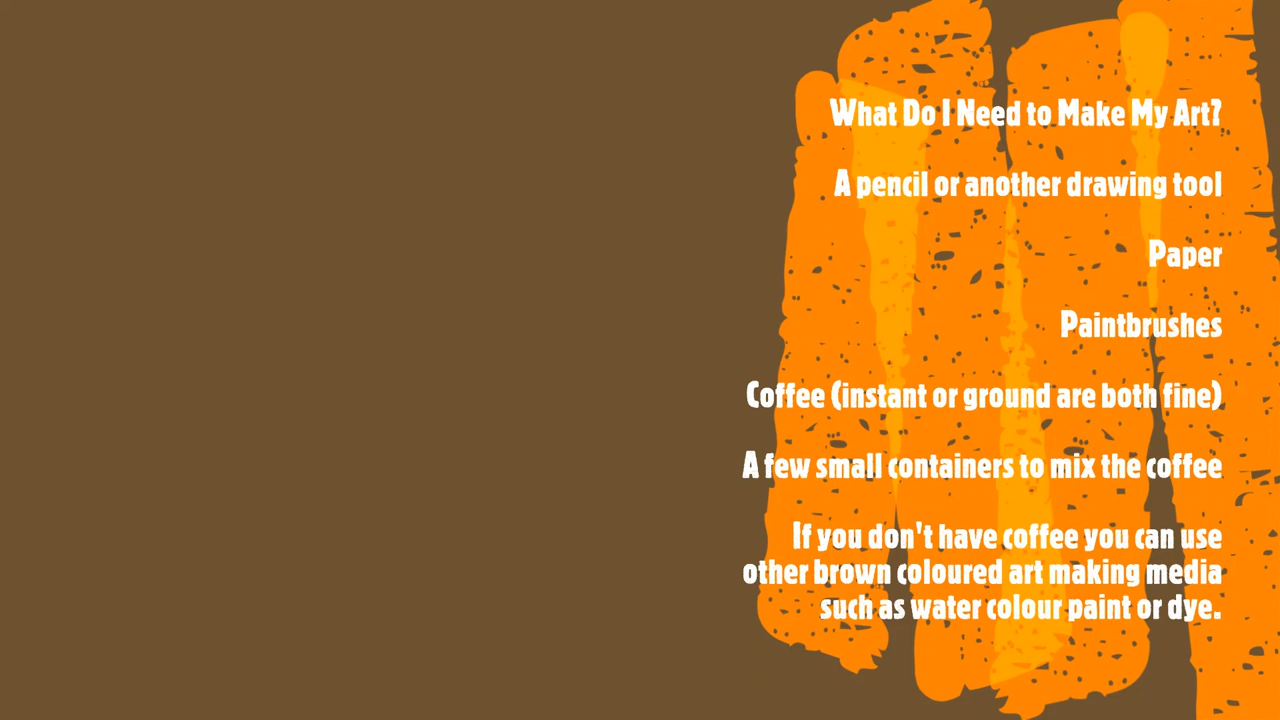 What Do I Need to Make My Art?
A pencil or another drawing tool
Paper
Paintbrushes
Coffee (instant or ground are both fine)
A few small containers to mix the coffee
If you don't have coffee you can use
other brown coloured art making media
such as water colour paint or dye.